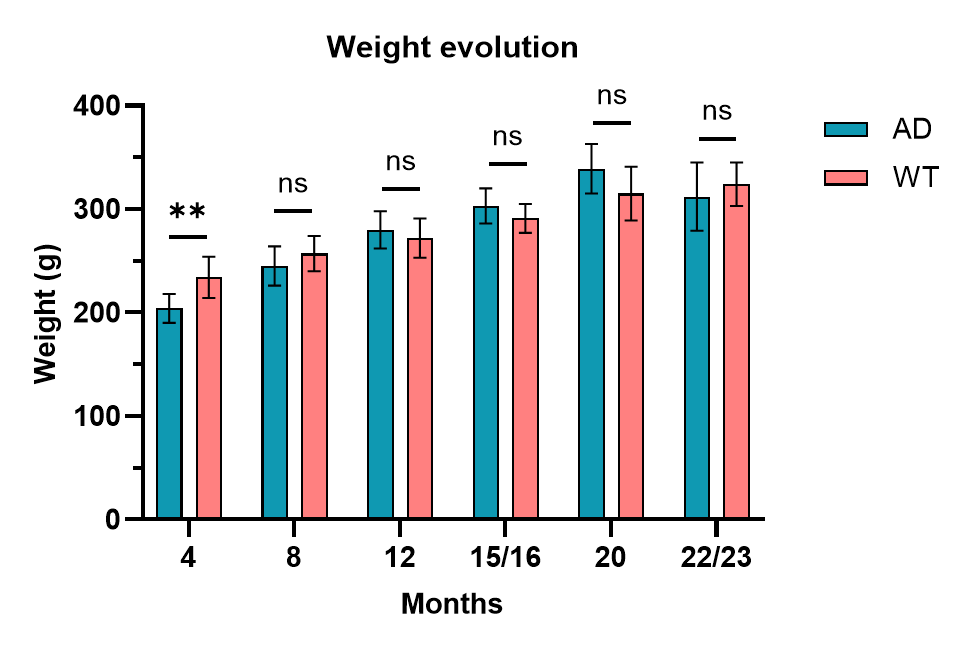 Weight evolution
Weight (g)
400
300
200
100
0
**
ns
ns
ns
ns
ns
4
8
12
15/16
20
22/23
Months
AD
WT